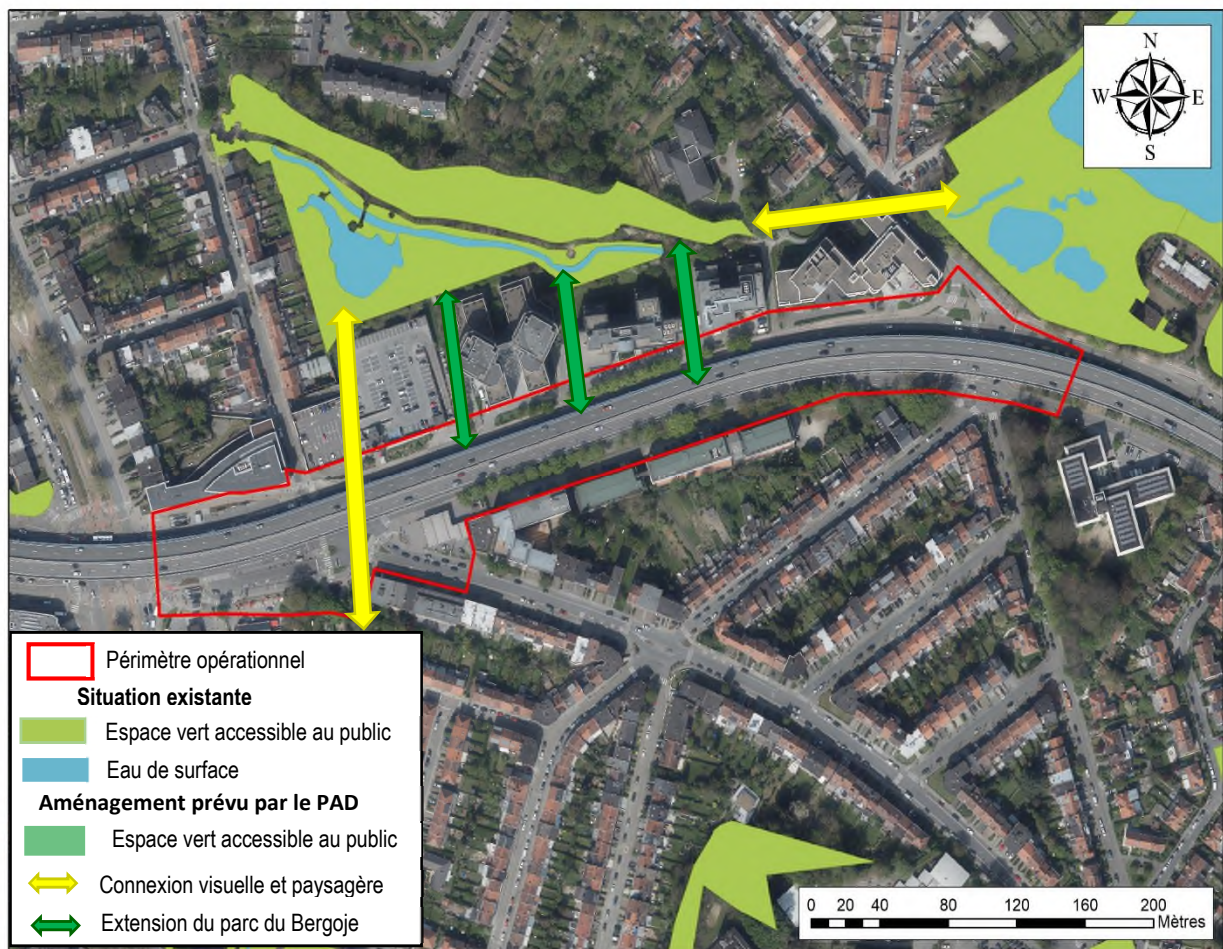 N
W E
S
Périmètre opérationnel
Situation existante
Espace vert accessible au public
Eau de surface
Aménagement prévu par le PAD
Espace vert accessible au public
Connexion visuelle et paysagère
Extension du parc du Bergoje
0 20 40 80 120 160 200
Mètres